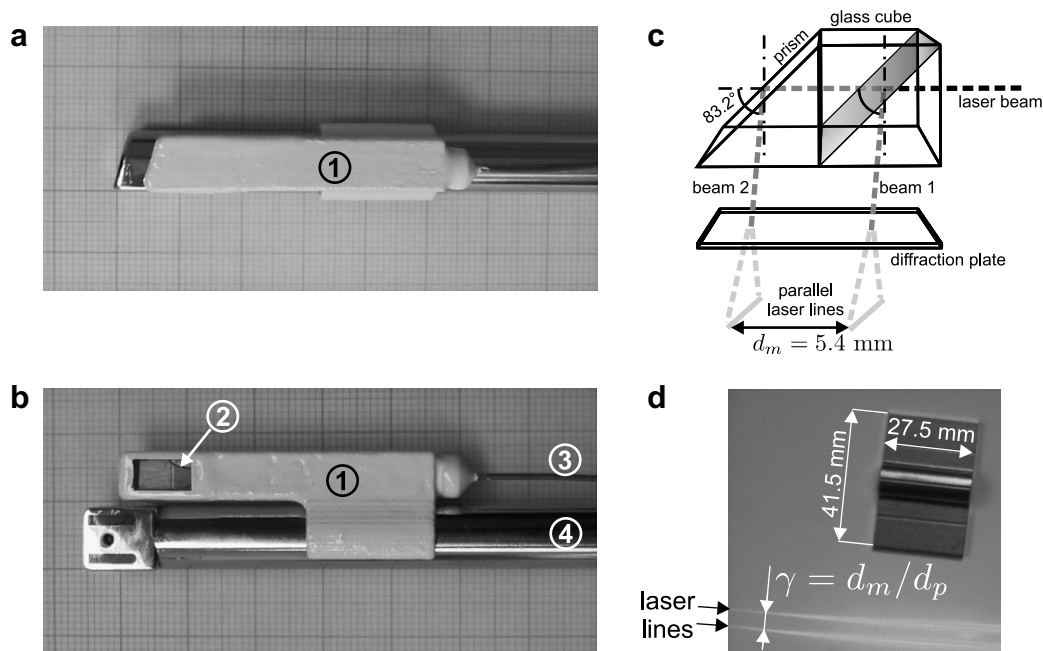 a
1
b
2
1
3
4
c
glass cube
prism
83.2°
laser beam
beam 2
beam 1
diffraction plate
parallel
laser lines
d_m = 5.4 mm
d
27.5 mm
41.5 mm
γ = d_m/d_p
laser
lines